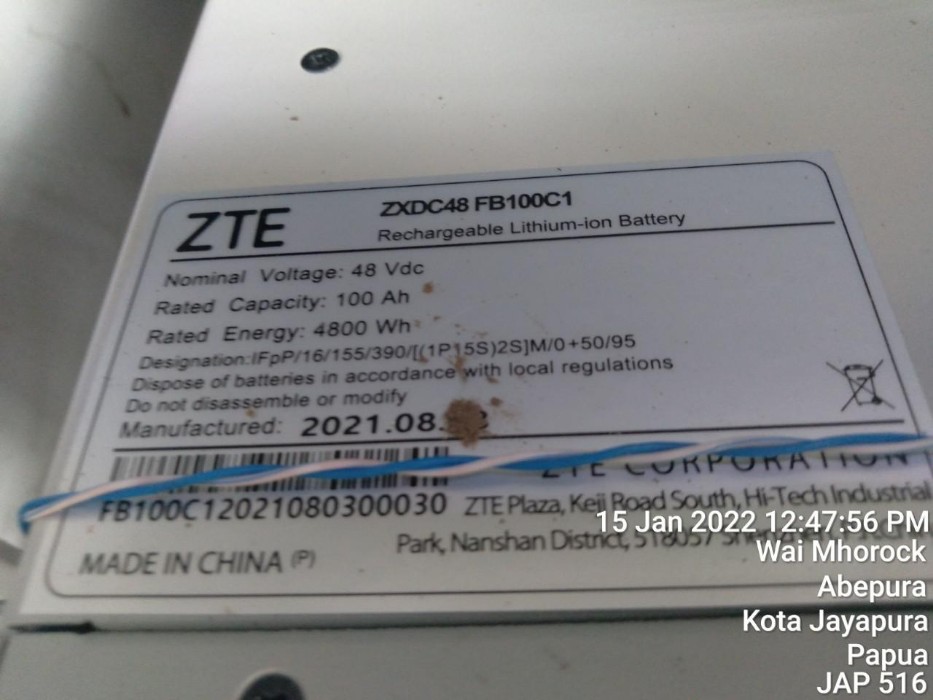 ZTE
ZXDC48 FB100C1
Rechargeable Lithium-ion Battery
Nominal Voltage: 48 Vdc
Rated Capacity: 100 Ah
Rated Energy: 4800 Wh
Designation:IFpP/16/155/390/[(1P15S)2S]M/0+50/95
Dispose of batteries in accordance with local regulations
Do not disassemble or modify
Manufactured: 2021.08.
ZTE CORPORATION
FB100C12021080300030
ZTE Plaza, Keji Road South, Hi-Tech Industrial
Park, Nanshan District, 518057
MADE IN CHINA (P)
15 Jan 2022 12:47:56 PM
Wai Mhorock
Abepura
Kota Jayapura
Papua
JAP 516